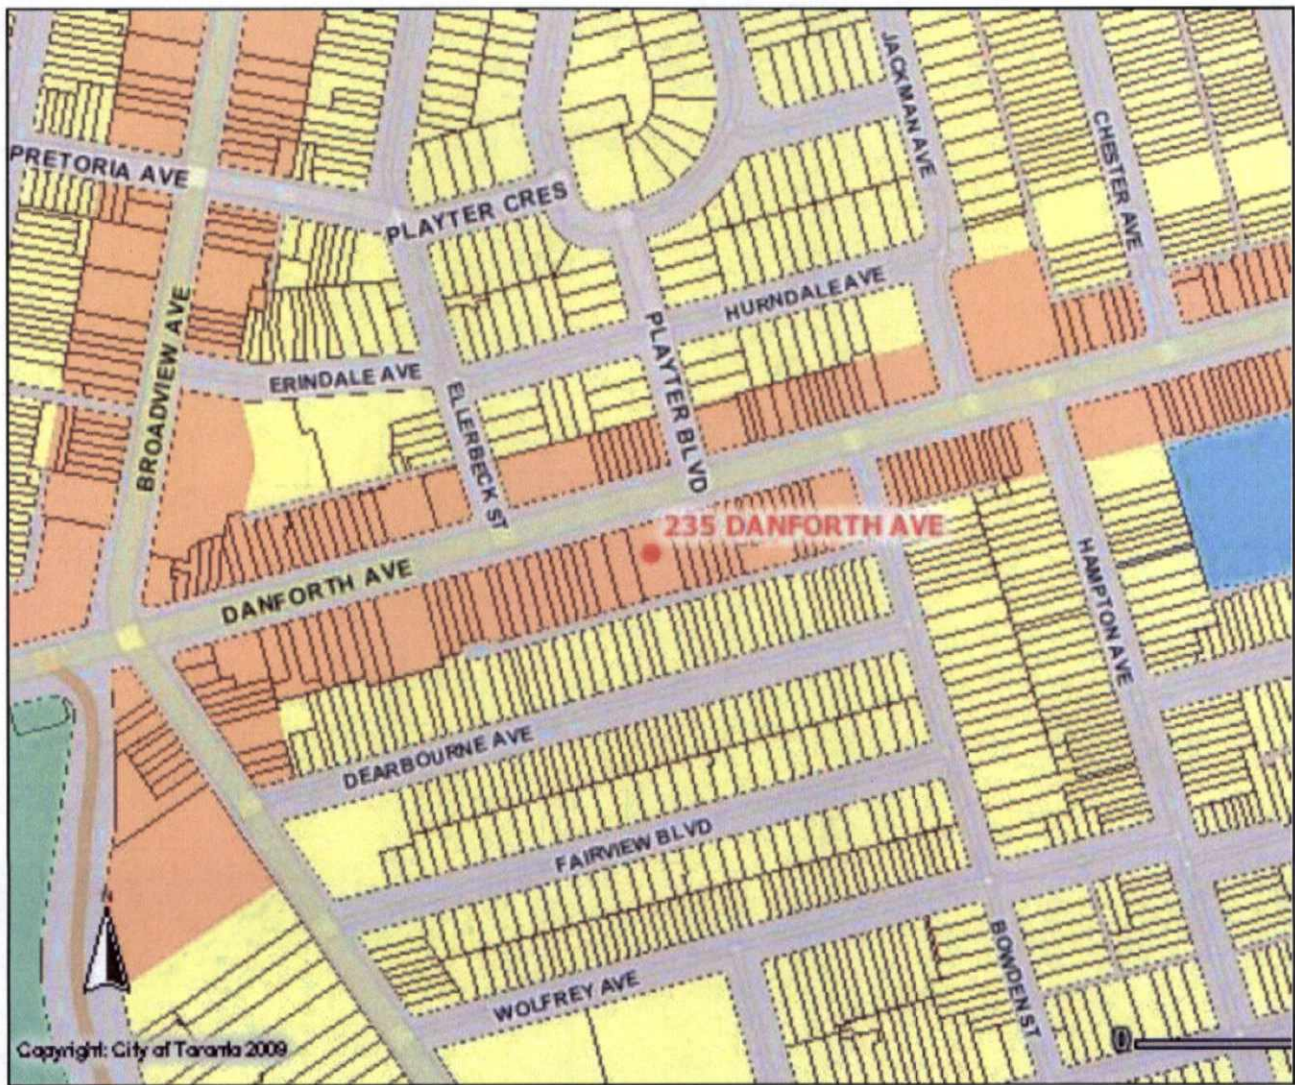 JACKMAN AVE
CHESTER AVE
PRETORIA AVE
PLAYTER CRES
HURNDALE AVE
BROADVIEW AVE
PLAYTER BLVD
ERINDALE AVE
ELLERBECK ST
235 DANFORTH AVE
DANFORTH AVE
HAMPTON AVE
DEARBOURNE AVE
FAIRVIEW BLVD
BOWDEN ST
WOLFREY AVE
N
Copyright: City of Toronto 2009
0